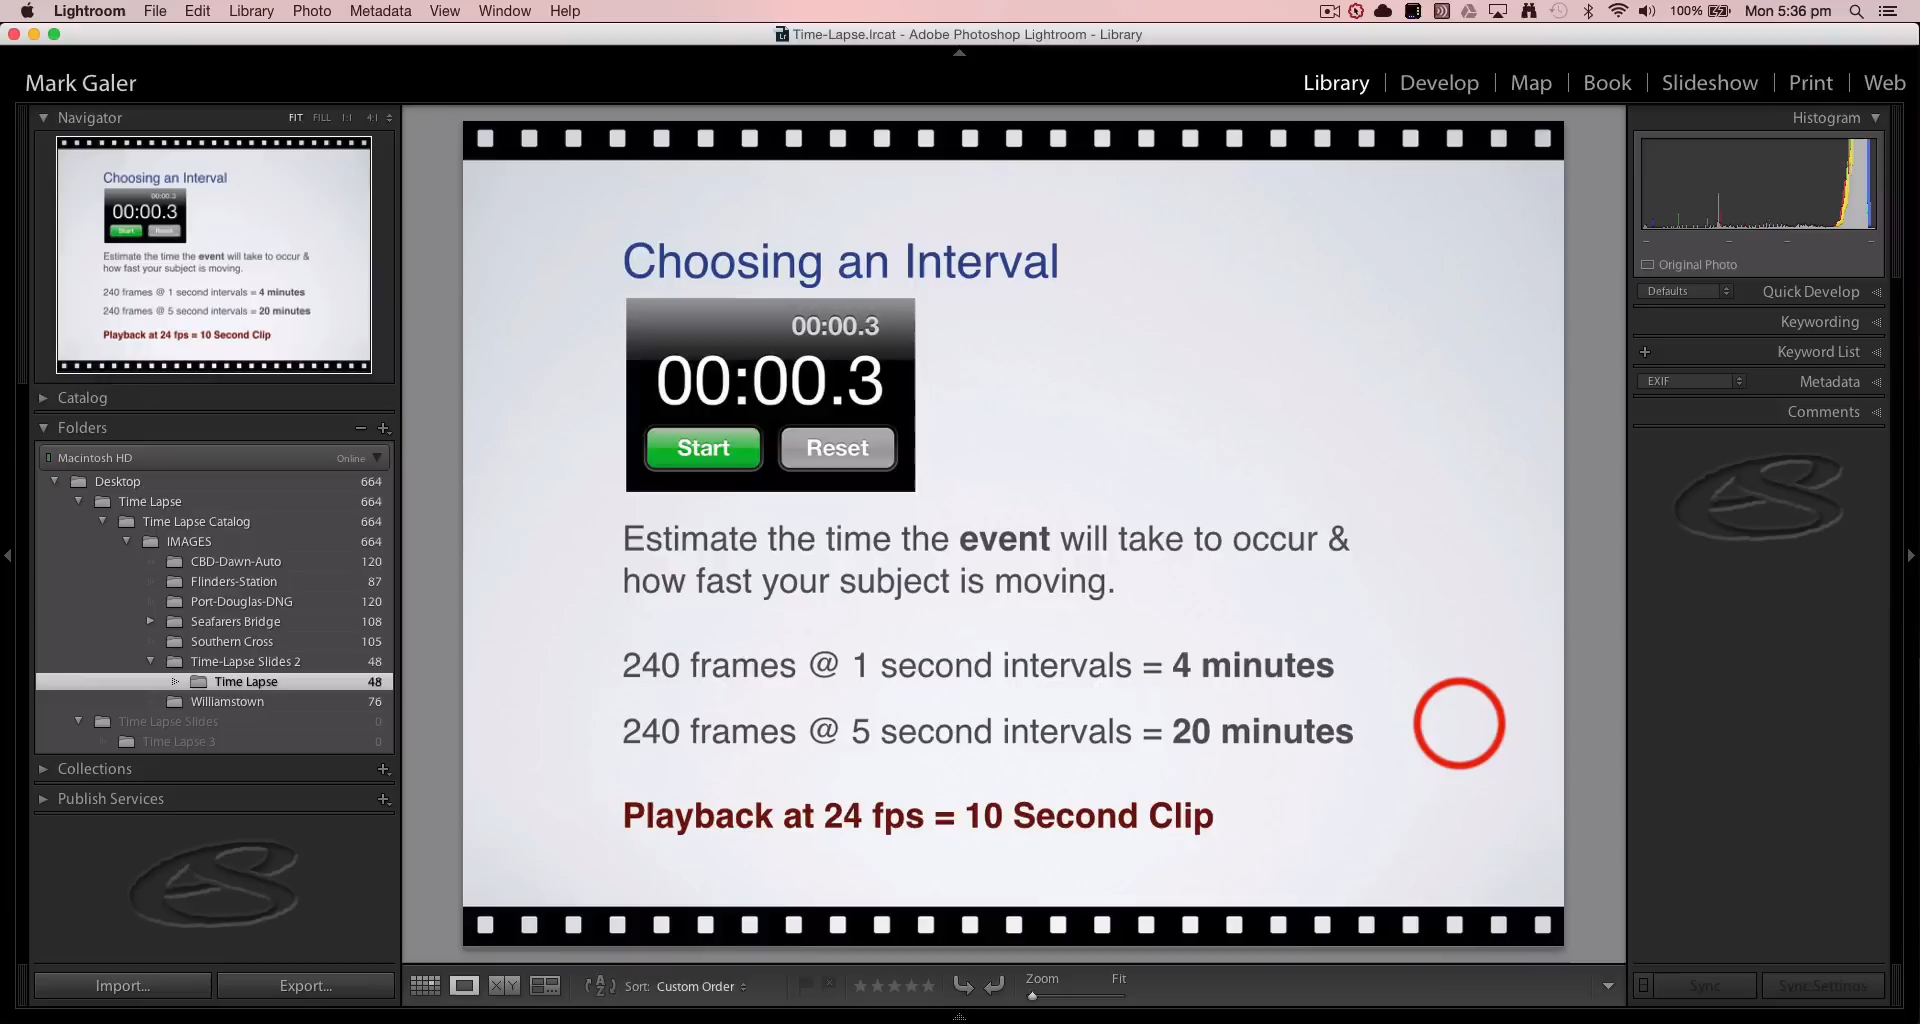 Lightroom File Edit Library Photo Metadata View Window Help 100% Mon 5:36 pm
Time-Lapse.lrcat - Adobe Photoshop Lightroom - Library
Mark Galer
Library Develop Map Book Slideshow Print Web
Navigator FIT FILL 1:1 4:1
Choosing an Interval
00:00.3
00:00.3
Start Reset
Estimate the time the event will take to occur &
how fast your subject is moving.
240 frames @ 1 second intervals = 4 minutes
240 frames @ 5 second intervals = 20 minutes
Playback at 24 fps = 10 Second Clip
Catalog
Folders
Macintosh HD Online
Desktop 664
Time Lapse 664
Time Lapse Catalog 664
IMAGES 664
CBD-Dawn-Auto 120
Flinders-Station 87
Port-Douglas-DNG 120
Seafarers Bridge 108
Southern Cross 105
Time-Lapse Slides 2 48
Time Lapse 48
Williamstown 76
Time Lapse Slides 0
Time Lapse 3 0
Collections
Publish Services
Import... Export...
Choosing an Interval
00:00.3
00:00.3
Start Reset
Estimate the time the event will take to occur &
how fast your subject is moving.
240 frames @ 1 second intervals = 4 minutes
240 frames @ 5 second intervals = 20 minutes
Playback at 24 fps = 10 Second Clip
XY Sort: Custom Order Zoom Fit
Histogram
Original Photo
Defaults Quick Develop
Keywording
Keyword List
EXIF Metadata
Comments
Sync Sync Settings